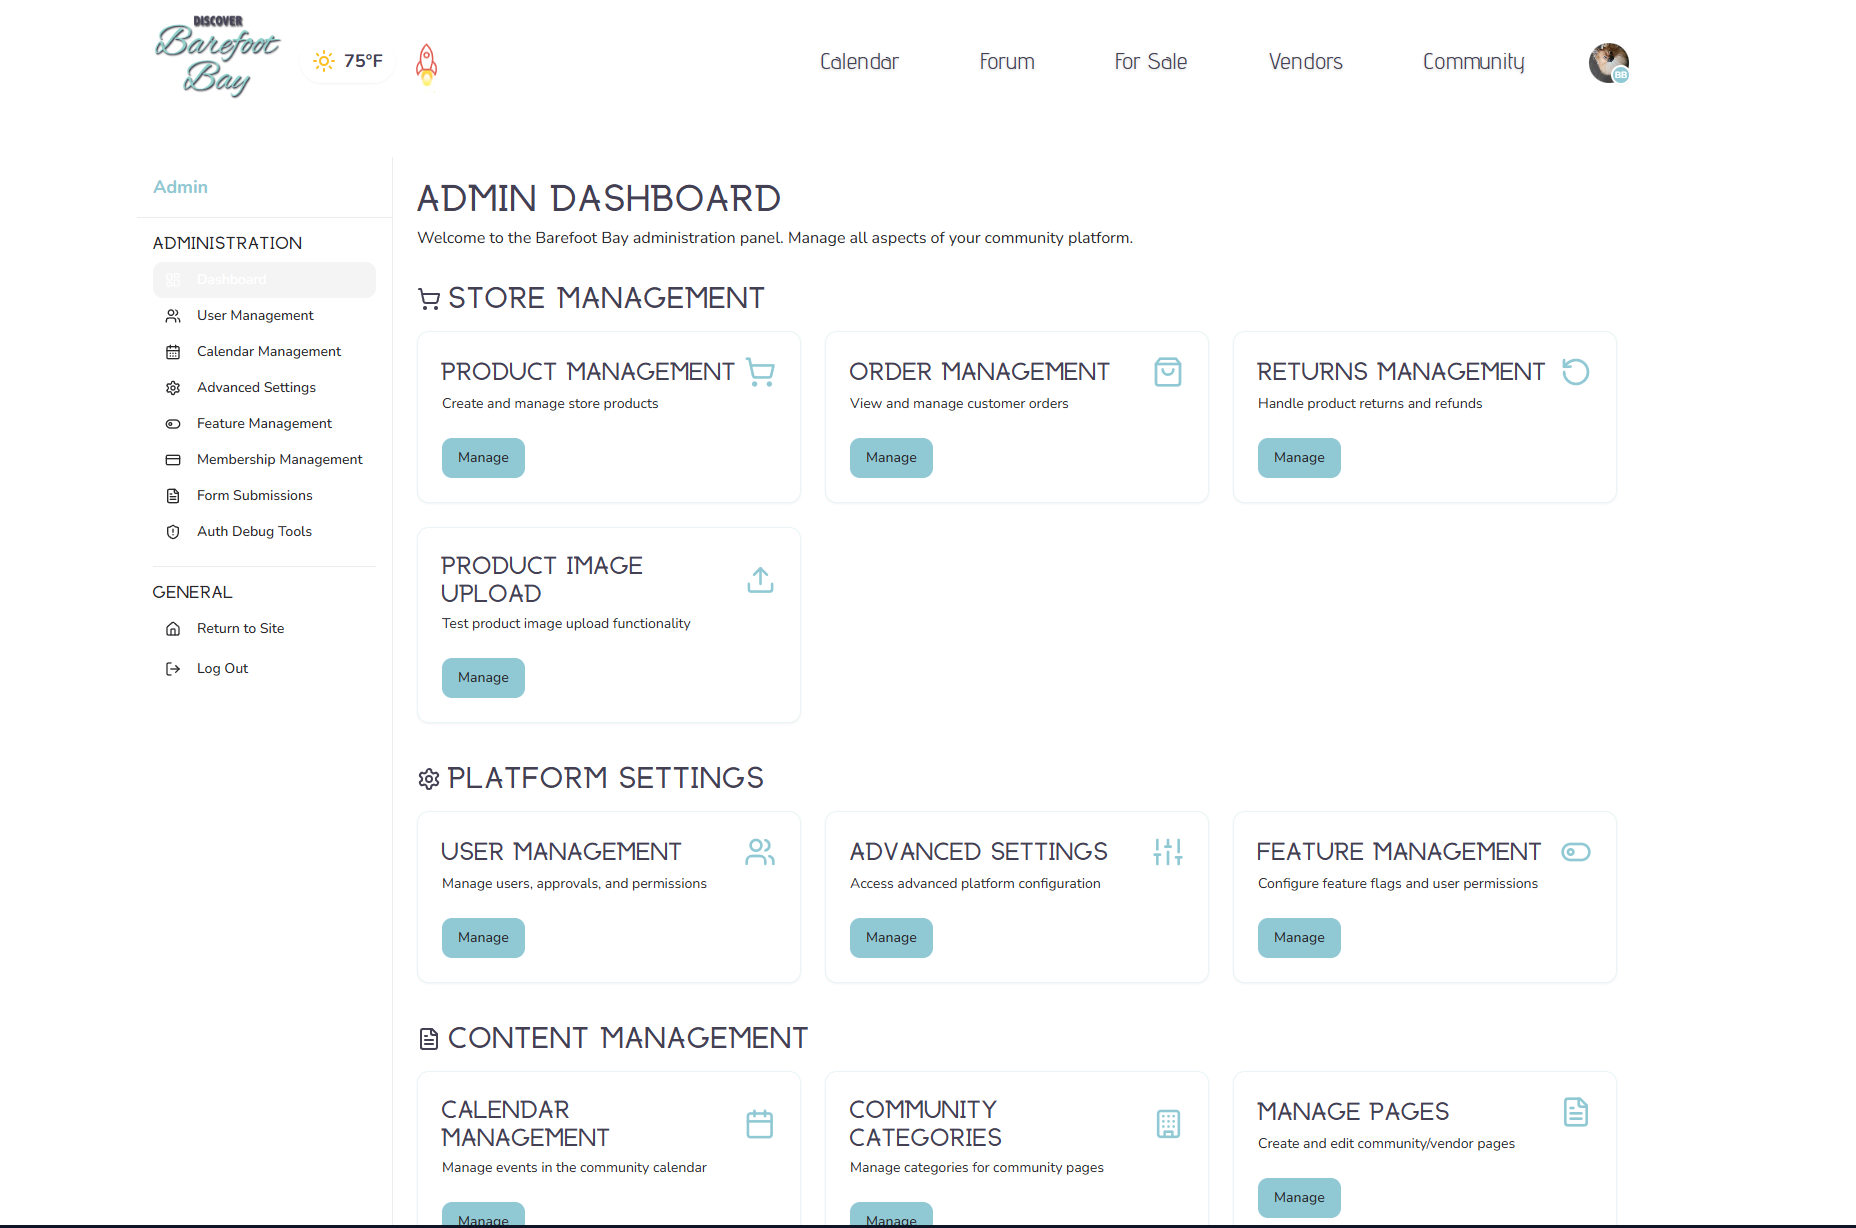 DISCOVER
Barefoot
Bay
75°F
Calendar
Forum
For Sale
Vendors
Community
BB
Admin
ADMINISTRATION
Dashboard
User Management
Calendar Management
Advanced Settings
Feature Management
Membership Management
Form Submissions
Auth Debug Tools
GENERAL
Return to Site
Log Out
ADMIN DASHBOARD
Welcome to the Barefoot Bay administration panel. Manage all aspects of your community platform.
STORE MANAGEMENT
PRODUCT MANAGEMENT
Create and manage store products
Manage
ORDER MANAGEMENT
View and manage customer orders
Manage
RETURNS MANAGEMENT
Handle product returns and refunds
Manage
PRODUCT IMAGE
UPLOAD
Test product image upload functionality
Manage
PLATFORM SETTINGS
USER MANAGEMENT
Manage users, approvals, and permissions
Manage
ADVANCED SETTINGS
Access advanced platform configuration
Manage
FEATURE MANAGEMENT
Configure feature flags and user permissions
Manage
CONTENT MANAGEMENT
CALENDAR
MANAGEMENT
Manage events in the community calendar
Manage
COMMUNITY
CATEGORIES
Manage categories for community pages
Manage
MANAGE PAGES
Create and edit community/vendor pages
Manage